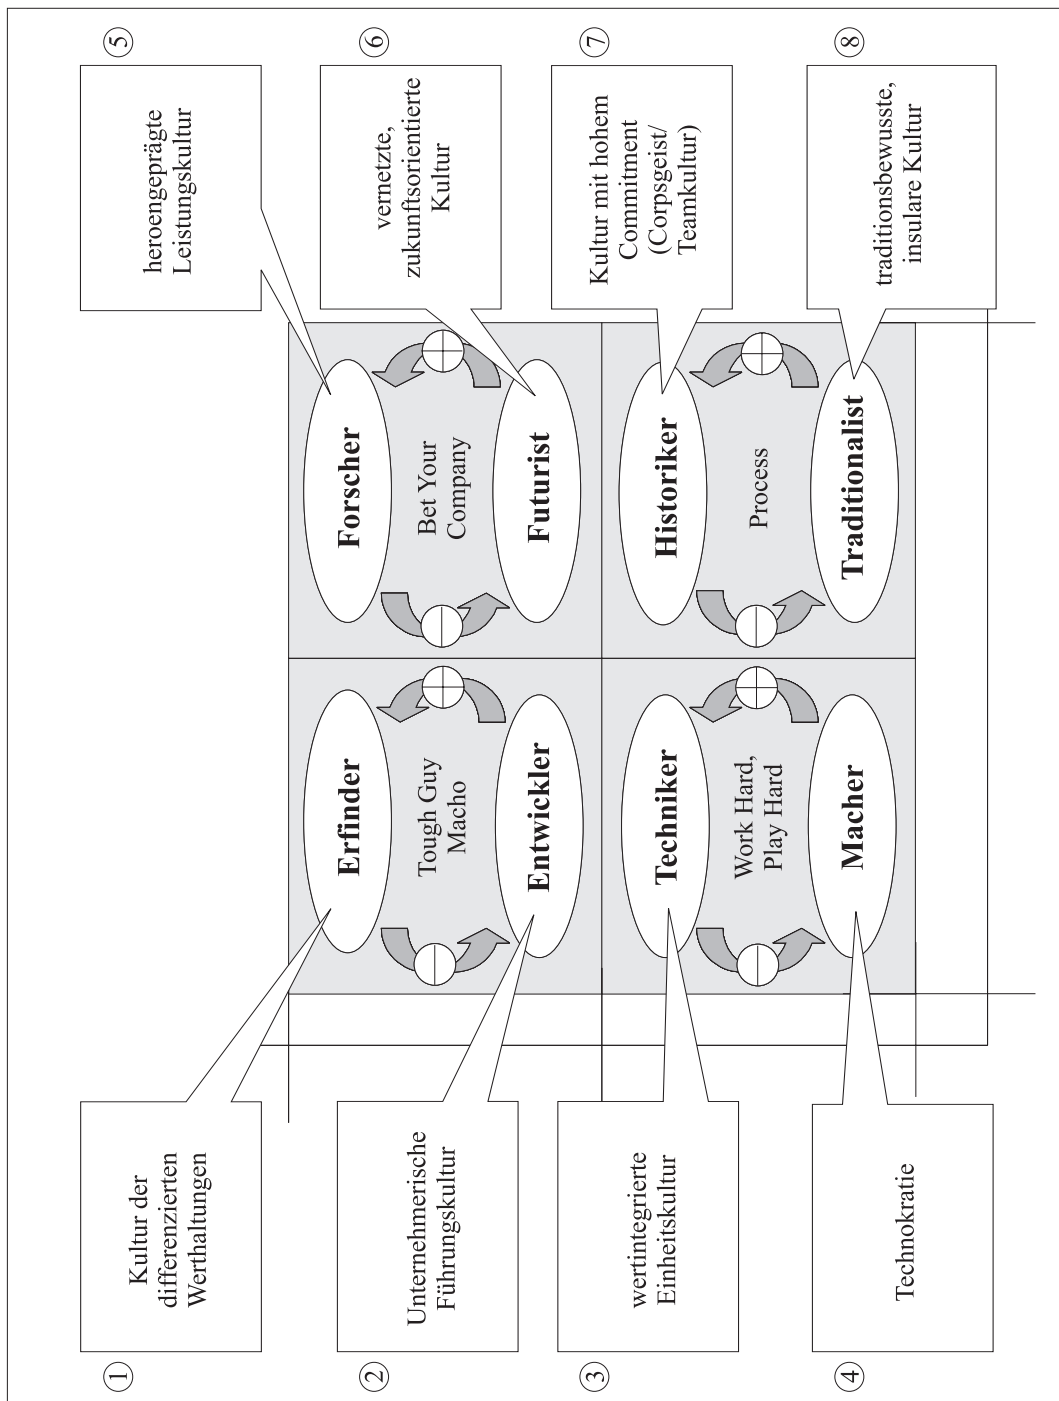 ①
Kultur der
differenzierten
Werthaltungen
②
Unternehmerische
Führungskultur
③
wertintegrierte
Einheitskultur
④
Technokratie
Erfinder
Tough Guy
Macho
Entwickler
Techniker
Work Hard,
Play Hard
Macher
Forscher
Bet Your
Company
Futurist
Historiker
Process
Traditionalist
⑤
heroengeprägte
Leistungskultur
⑥
vernetzte,
zukunftsorientierte
Kultur
⑦
Kultur mit hohem
Commitment
(Corpsgeist/
Teamkultur)
⑧
traditionsbewusste,
insulare Kultur